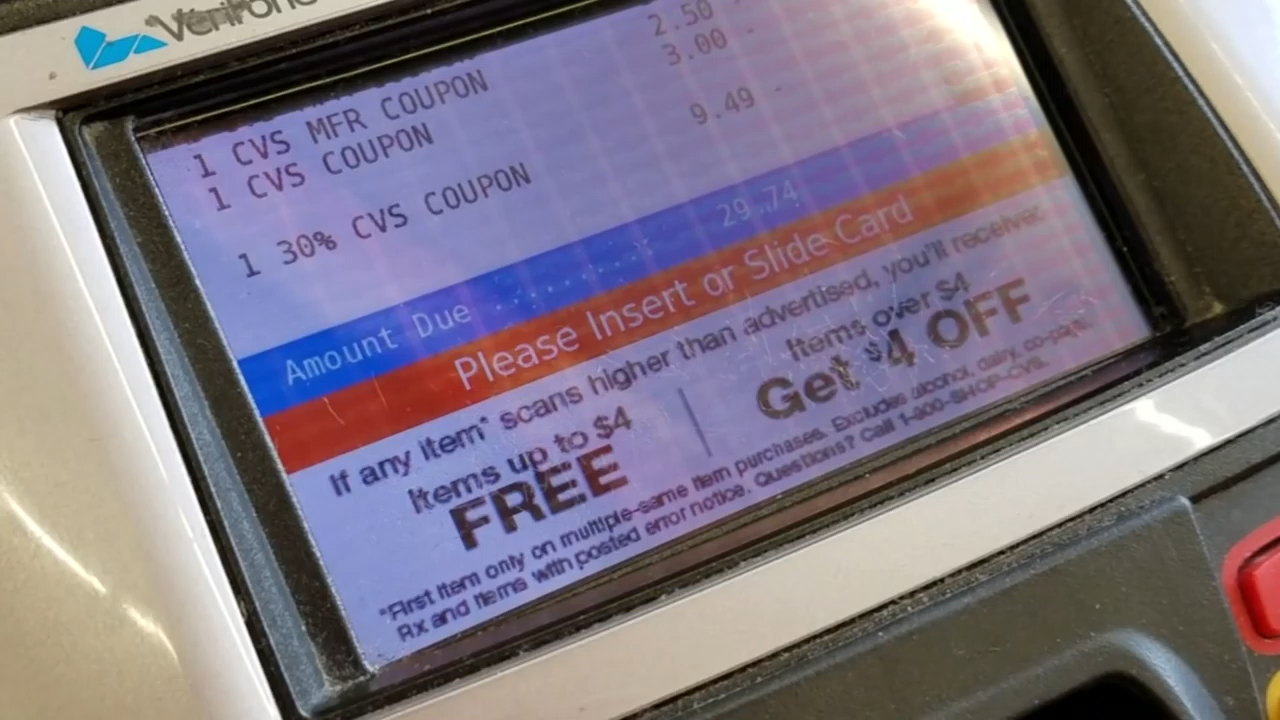 VeriFone
1 CVS MFR COUPON 2.50 -
1 CVS COUPON 3.00 -
1 30% CVS COUPON 9.49 -
Amount Due 29.74
Please Insert or Slide Card
If any item* scans higher than advertised, you'll receive:
Items up to $4
FREE
Items over $4
Get $4 OFF
*First item only on multiple-same item purchases. Excludes alcohol, dairy, co-pays,
Rx and items with posted error notice. Questions? Call 1-800-SHOP-CVS.